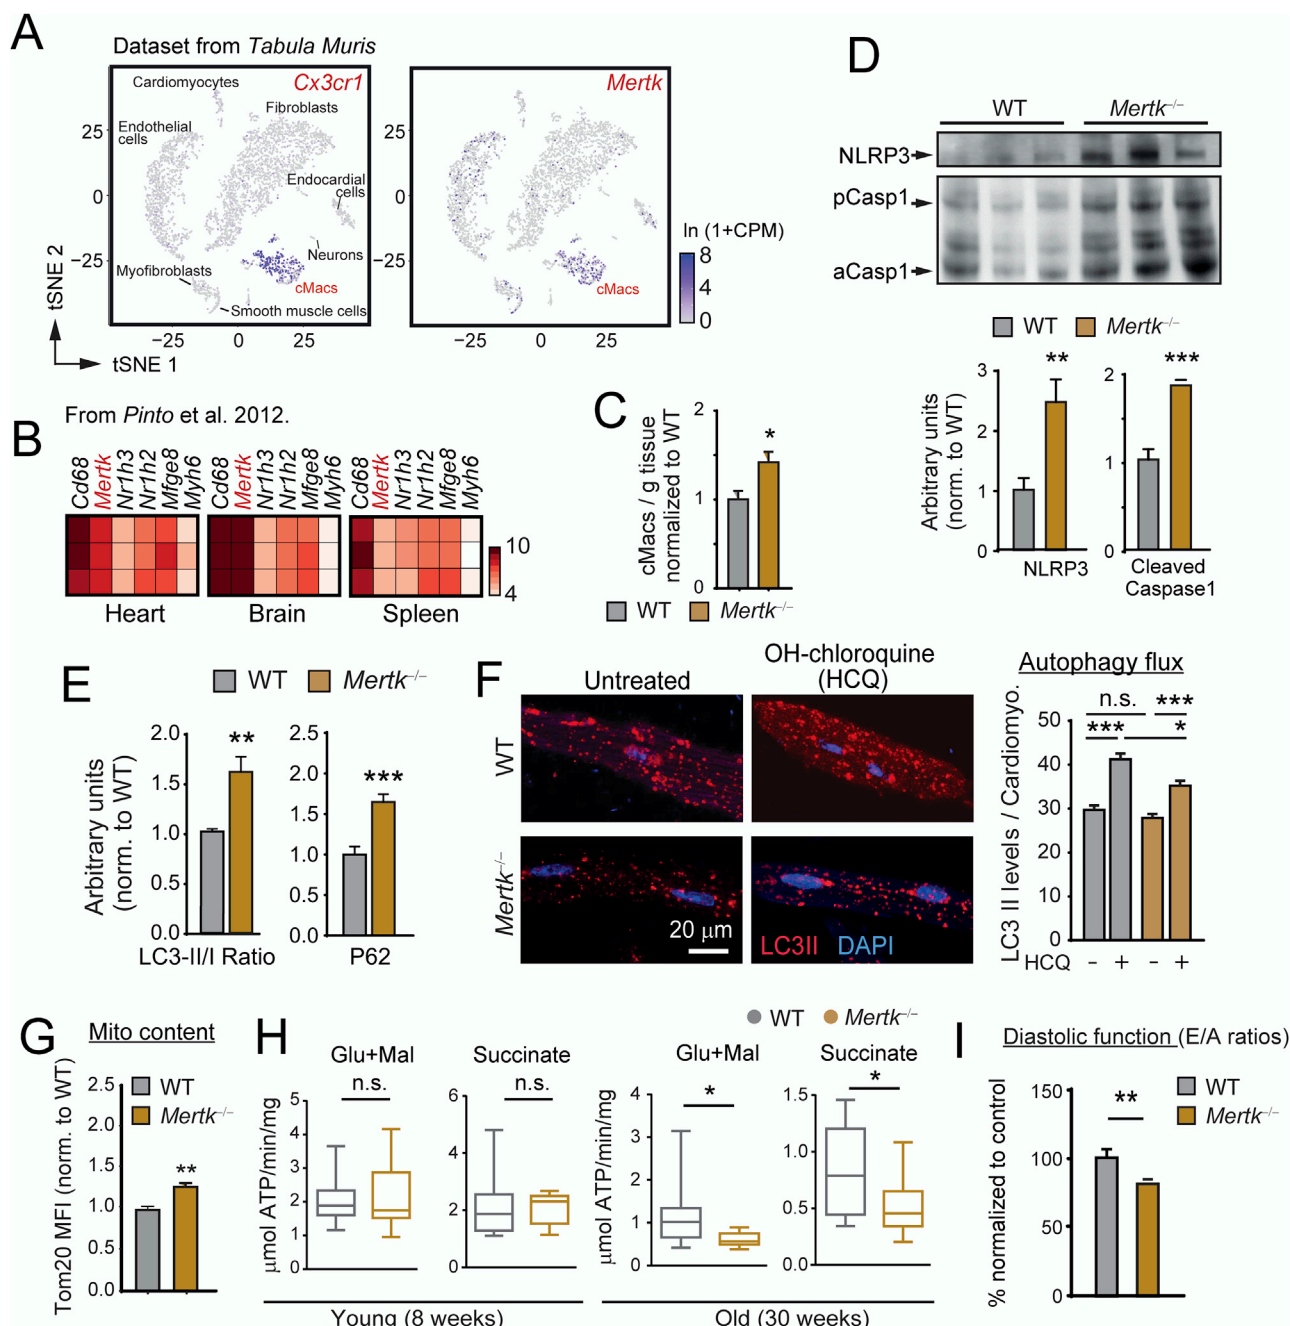 A
Dataset from Tabula Muris
Cx3cr1
Cardiomyocytes
Fibroblasts
Endothelial
cells
Endocardial
cells
Neurons
Myofibroblasts
cMacs
Smooth muscle cells
25
0
−25
−25
0
25
tSNE 2
tSNE 1
Mertk
cMacs
−25
−25
0
25
ln (1+CPM)
8
4
0
B
From Pinto et al. 2012.
Cd68
Mertk
Nr1h3
Nr1h2
Mfge8
Myh6
Cd68
Mertk
Nr1h3
Nr1h2
Mfge8
Myh6
Cd68
Mertk
Nr1h3
Nr1h2
Mfge8
Myh6
10
4
Heart
Brain
Spleen
C
cMacs / g tissue
normalized to WT
2
1
0
*
WT
Mertk–/–
D
WT
Mertk–/–
NLRP3
pCasp1
aCasp1
WT
Mertk–/–
Arbitrary units
(norm. to WT)
3
2
1
0
**
NLRP3
2
1
0
***
Cleaved
Caspase1
E
WT
Mertk–/–
Arbitrary units
(norm. to WT)
2.0
1.5
1.0
0.5
0.0
**
LC3-II/I Ratio
2.5
2.0
1.5
1.0
0.5
0.0
***
P62
F
Untreated
OH-chloroquine
(HCQ)
WT
Mertk–/–
20 μm
LC3II
DAPI
Autophagy flux
LC3 II levels / Cardiomyo.
50
40
30
20
10
0
n.s.
***
***
*
HCQ
–
+
–
+
G
Mito content
Tom20 MFI (norm. to WT)
2.5
2.0
1.5
1.0
0.5
0.0
WT
Mertk–/–
**
H
WT
Mertk–/–
Glu+Mal
n.s.
μmol ATP/min/mg
5
4
3
2
1
0
Succinate
n.s.
6
4
2
0
Young (8 weeks)
Glu+Mal
*
μmol ATP/min/mg
4
3
2
1
0
Succinate
*
1.5
1.0
0.5
0.0
Old (30 weeks)
I
Diastolic function (E/A ratios)
% normalized to control
150
100
50
0
**
WT
Mertk–/–